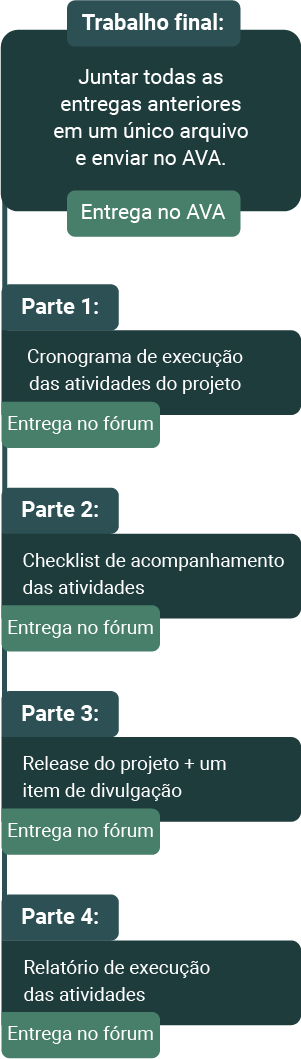 Trabalho final:
Juntar todas as
entregas anteriores
em um único arquivo
e enviar no AVA.
Entrega no AVA
Parte 1:
Cronograma de execução
das atividades do projeto
Entrega no fórum
Parte 2:
Checklist de acompanhamento
das atividades
Entrega no fórum
Parte 3:
Release do projeto + um
item de divulgação
Entrega no fórum
Parte 4:
Relatório de execução
das atividades
Entrega no fórum